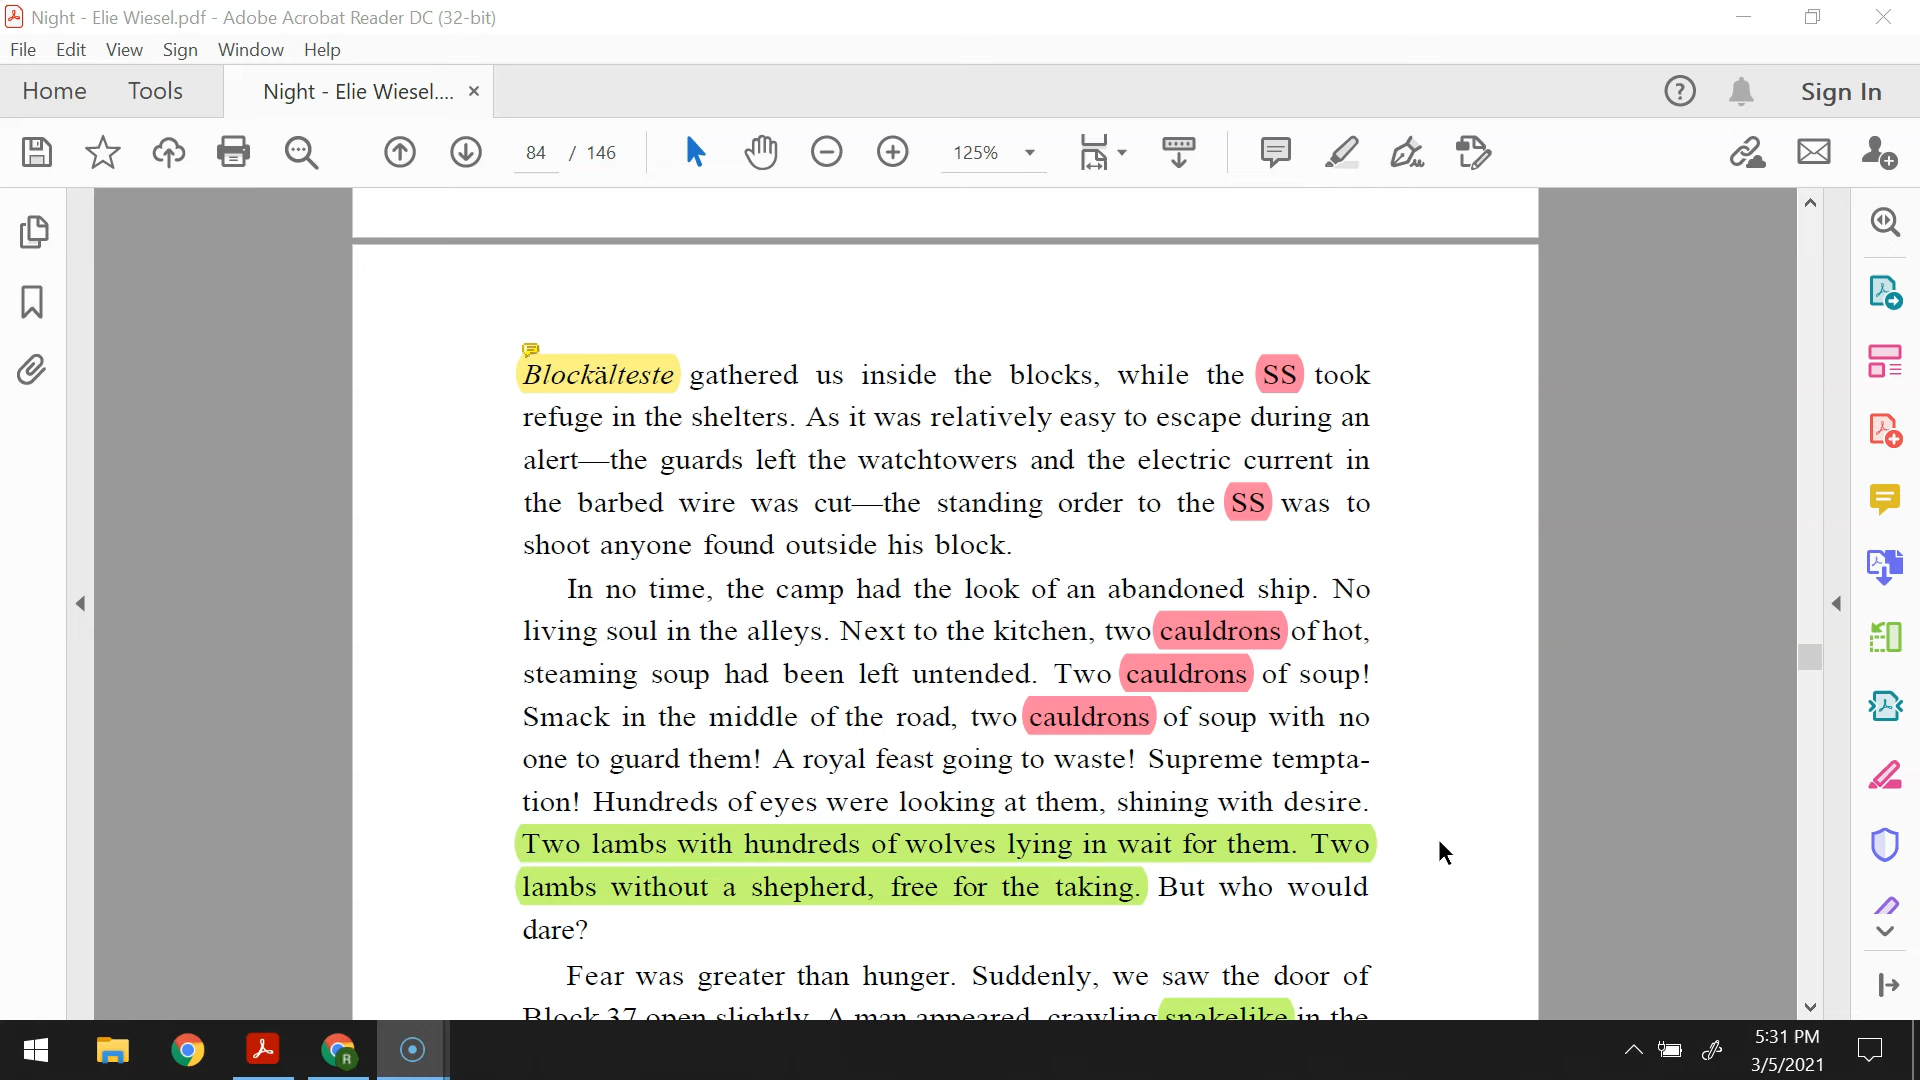 Night - Elie Wiesel.pdf - Adobe Acrobat Reader DC (32-bit)
File Edit View Sign Window Help
Home Tools Night - Elie Wiesel.... × Sign In
84 / 146 125%
Blockälteste gathered us inside the blocks, while the SS took
refuge in the shelters. As it was relatively easy to escape during an
alert—the guards left the watchtowers and the electric current in
the barbed wire was cut—the standing order to the SS was to
shoot anyone found outside his block.
In no time, the camp had the look of an abandoned ship. No
living soul in the alleys. Next to the kitchen, two cauldrons of hot,
steaming soup had been left untended. Two cauldrons of soup!
Smack in the middle of the road, two cauldrons of soup with no
one to guard them! A royal feast going to waste! Supreme tempta-
tion! Hundreds of eyes were looking at them, shining with desire.
Two lambs with hundreds of wolves lying in wait for them. Two
lambs without a shepherd, free for the taking. But who would
dare?
Fear was greater than hunger. Suddenly, we saw the door of
Block 37 open slightly. A man appeared, crawling snakelike in the
R
5:31 PM
3/5/2021